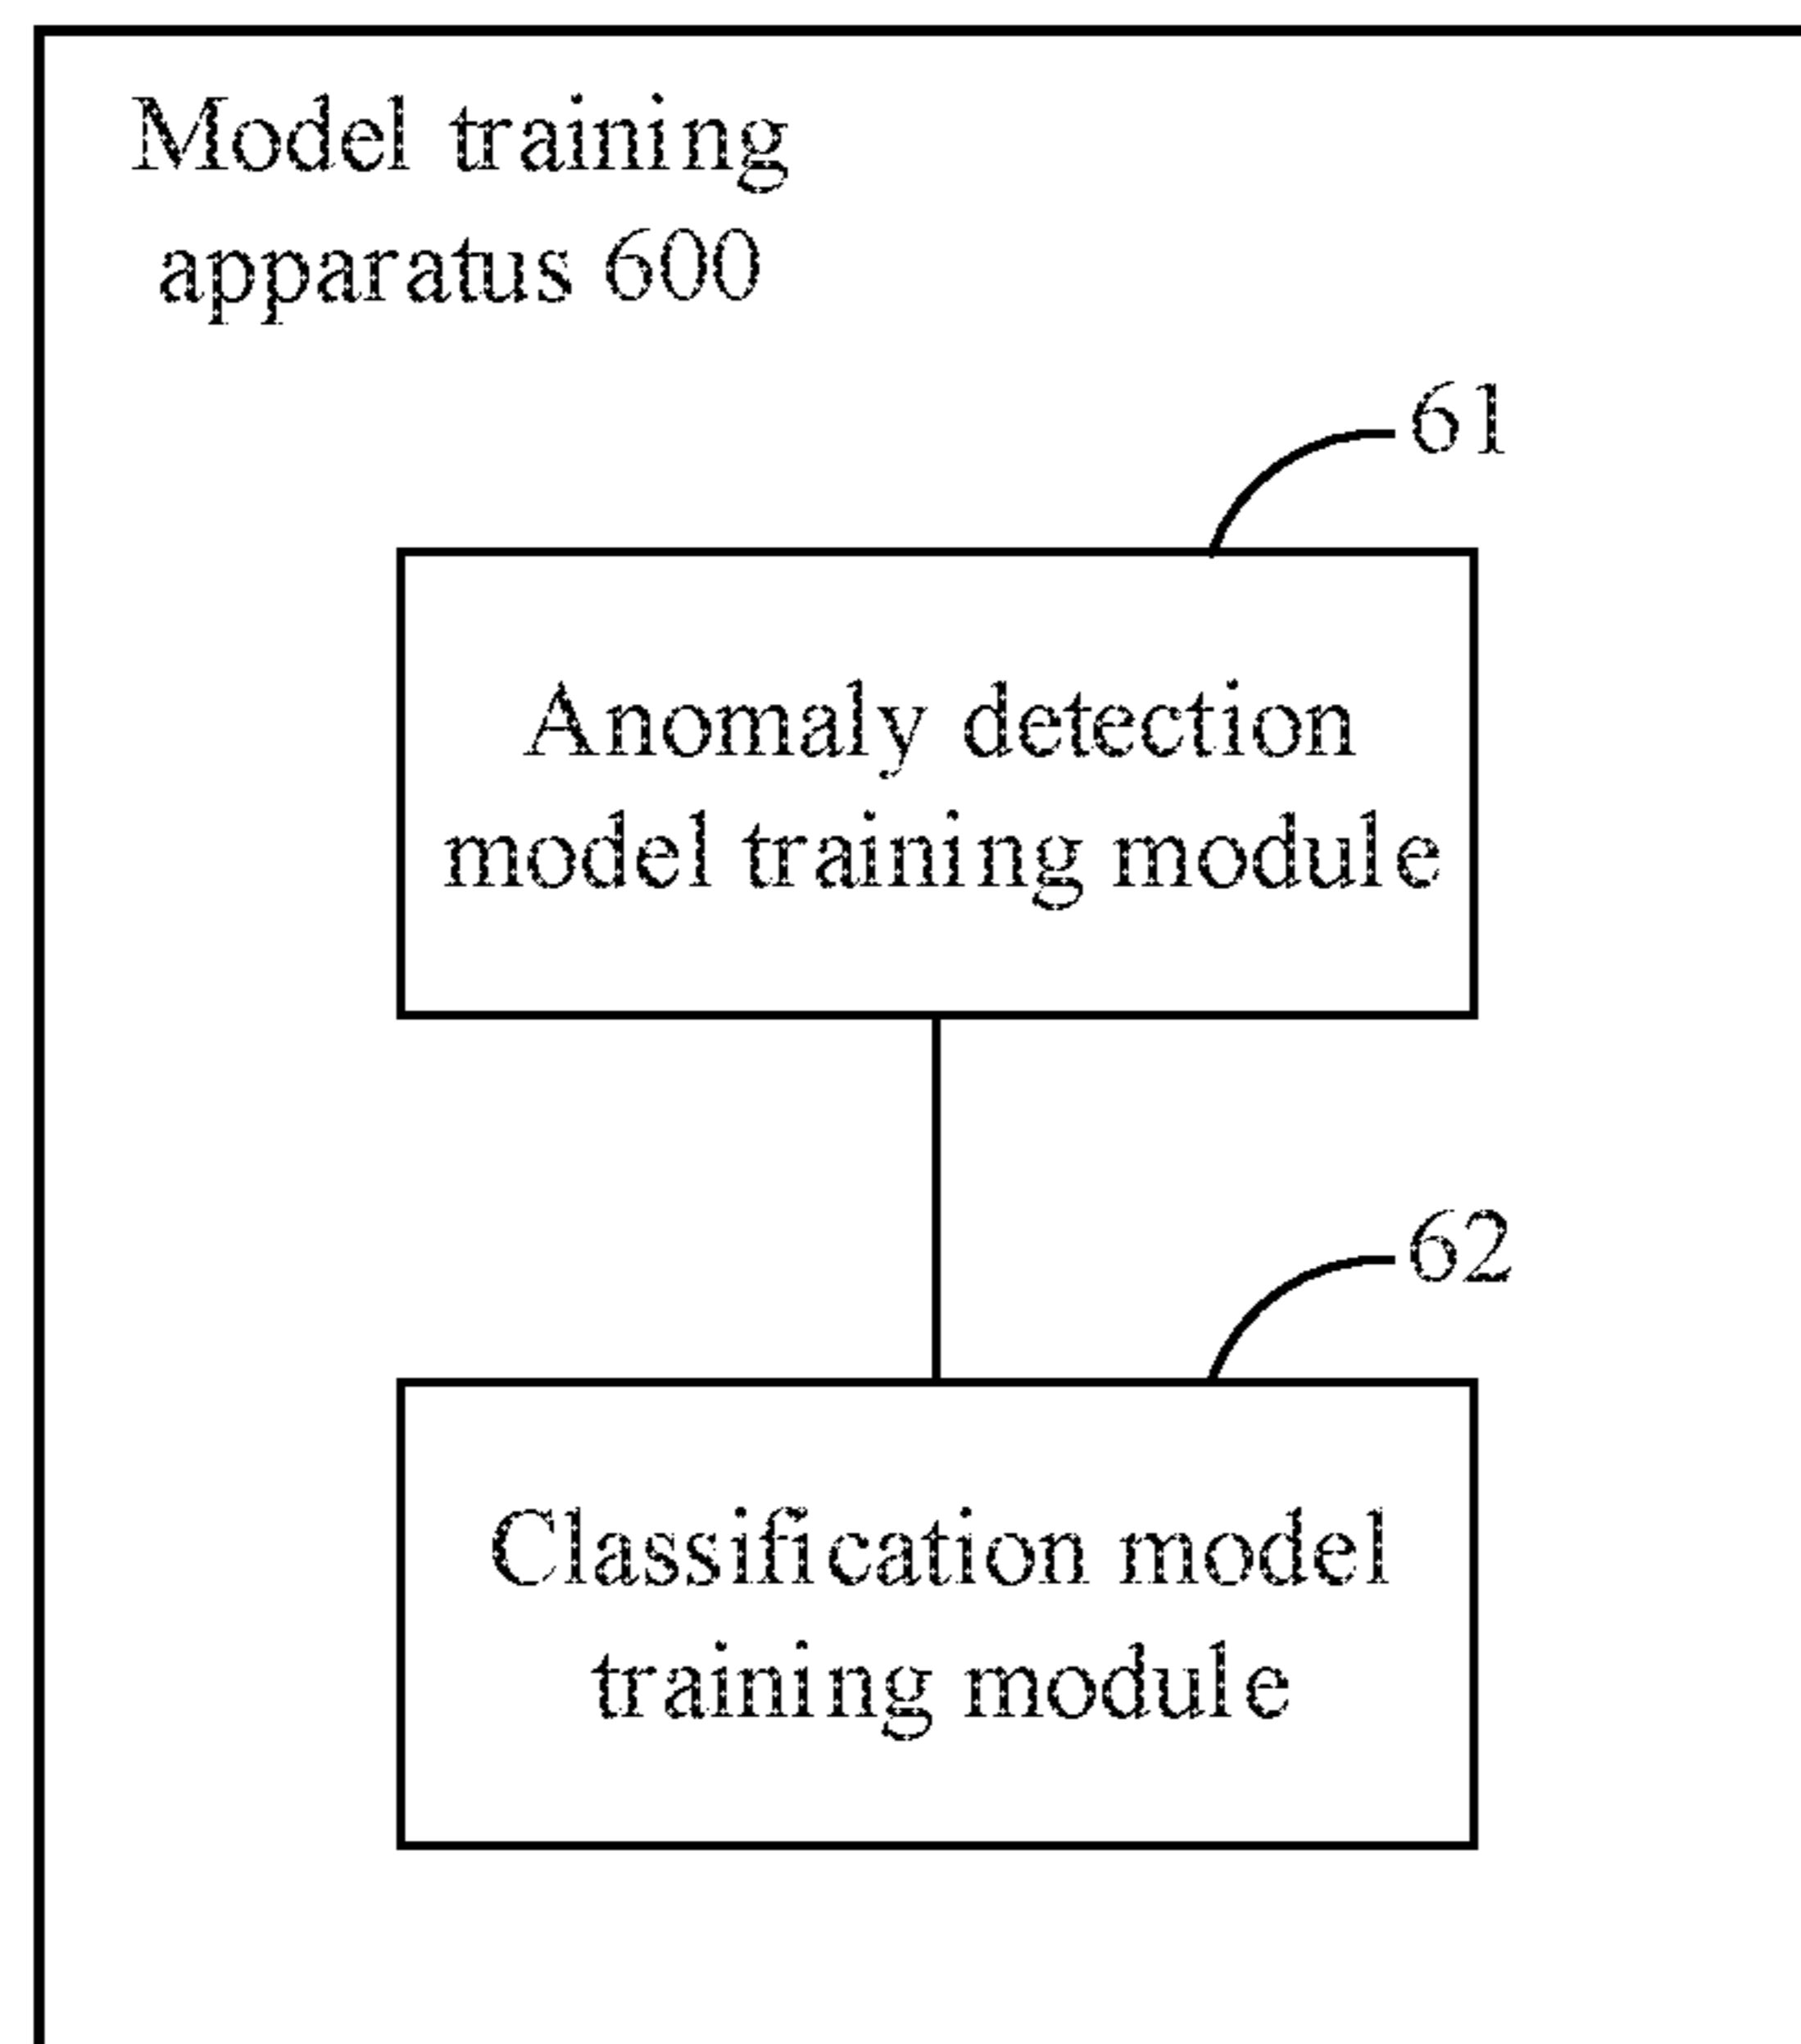 Model training
apparatus 600
61
Anomaly detection
model training module
62
Classification model
training module